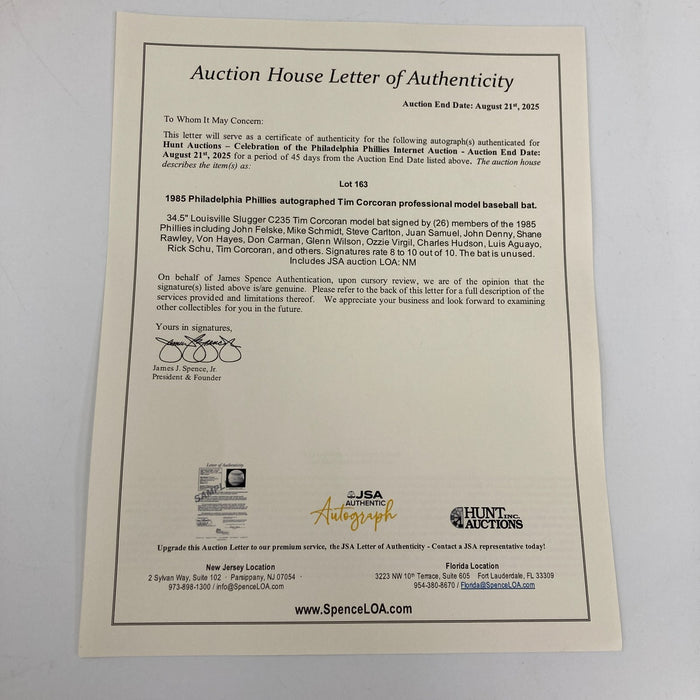 Auction House Letter of Authenticity
Auction End Date: August 21st, 2025
To Whom It May Concern:
This letter will serve as a certificate of authenticity for the following autograph(s) authenticated for
Hunt Auctions – Celebration of the Philadelphia Phillies Internet Auction - Auction End Date:
August 21st, 2025 for a period of 45 days from the Auction End Date listed above. The auction house
describes the item(s) as:
Lot 163
1985 Philadelphia Phillies autographed Tim Corcoran professional model baseball bat.
34.5" Louisville Slugger C235 Tim Corcoran model bat signed by (26) members of the 1985
Phillies including John Felske, Mike Schmidt, Steve Carlton, Juan Samuel, John Denny, Shane
Rawley, Von Hayes, Don Carman, Glenn Wilson, Ozzie Virgil, Charles Hudson, Luis Aguayo,
Rick Schu, Tim Corcoran, and others. Signatures rate 8 to 10 out of 10. The bat is unused.
Includes JSA auction LOA: NM
On behalf of James Spence Authentication, upon cursory review, we are of the opinion that the
signature(s) listed above is/are genuine. Please refer to the back of this letter for a full description of the
services provided and limitations thereof. We appreciate your business and look forward to examining
other collectibles for you in the future.
Yours in signatures,
James J. Spence, Jr.
President & Founder
Letter of Authenticity
SAMPLE
JSA
AUTHENTIC
Autograph
HUNT INC.
AUCTIONS
Upgrade this Auction Letter to our premium service, the JSA Letter of Authenticity - Contact a JSA representative today!
New Jersey Location
2 Sylvan Way, Suite 102 · Parsippany, NJ 07054 ·
973-898-1300 / info@SpenceLOA.com
Florida Location
3223 NW 10th Terrace, Suite 605 Fort Lauderdale, FL 33309
954-380-8670 / Florida@SpenceLOA.com
www.SpenceLOA.com